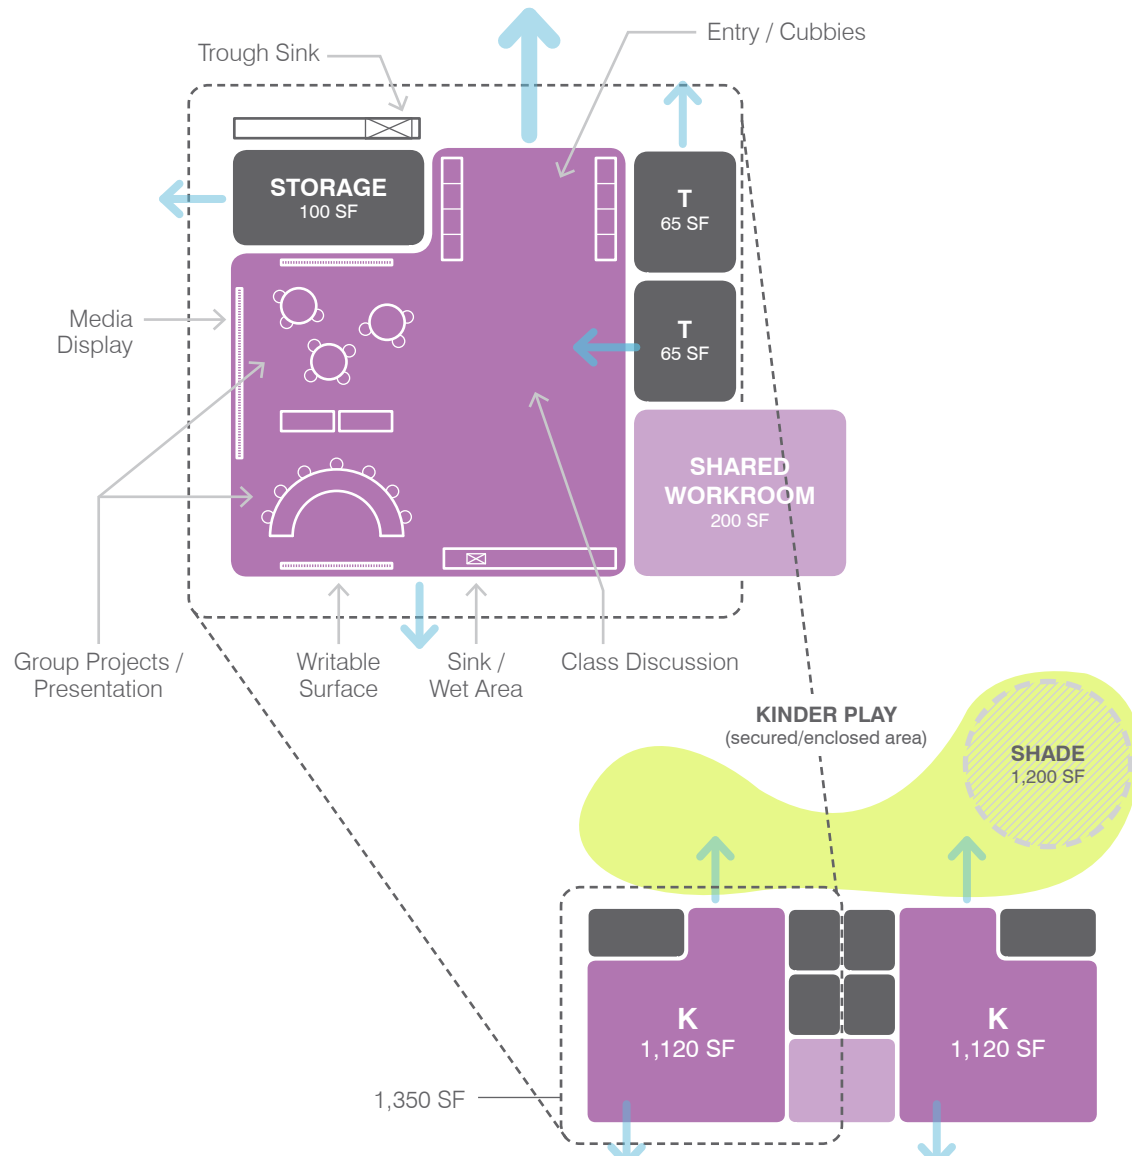 Entry / Cubbies
Trough Sink
STORAGE
100 SF
T
65 SF
Media
Display
T
65 SF
SHARED
WORKROOM
200 SF
Group Projects /
Presentation
Writable
Surface
Sink /
Wet Area
Class Discussion
KINDER PLAY
(secured/enclosed area)
SHADE
1,200 SF
K
1,120 SF
K
1,120 SF
1,350 SF